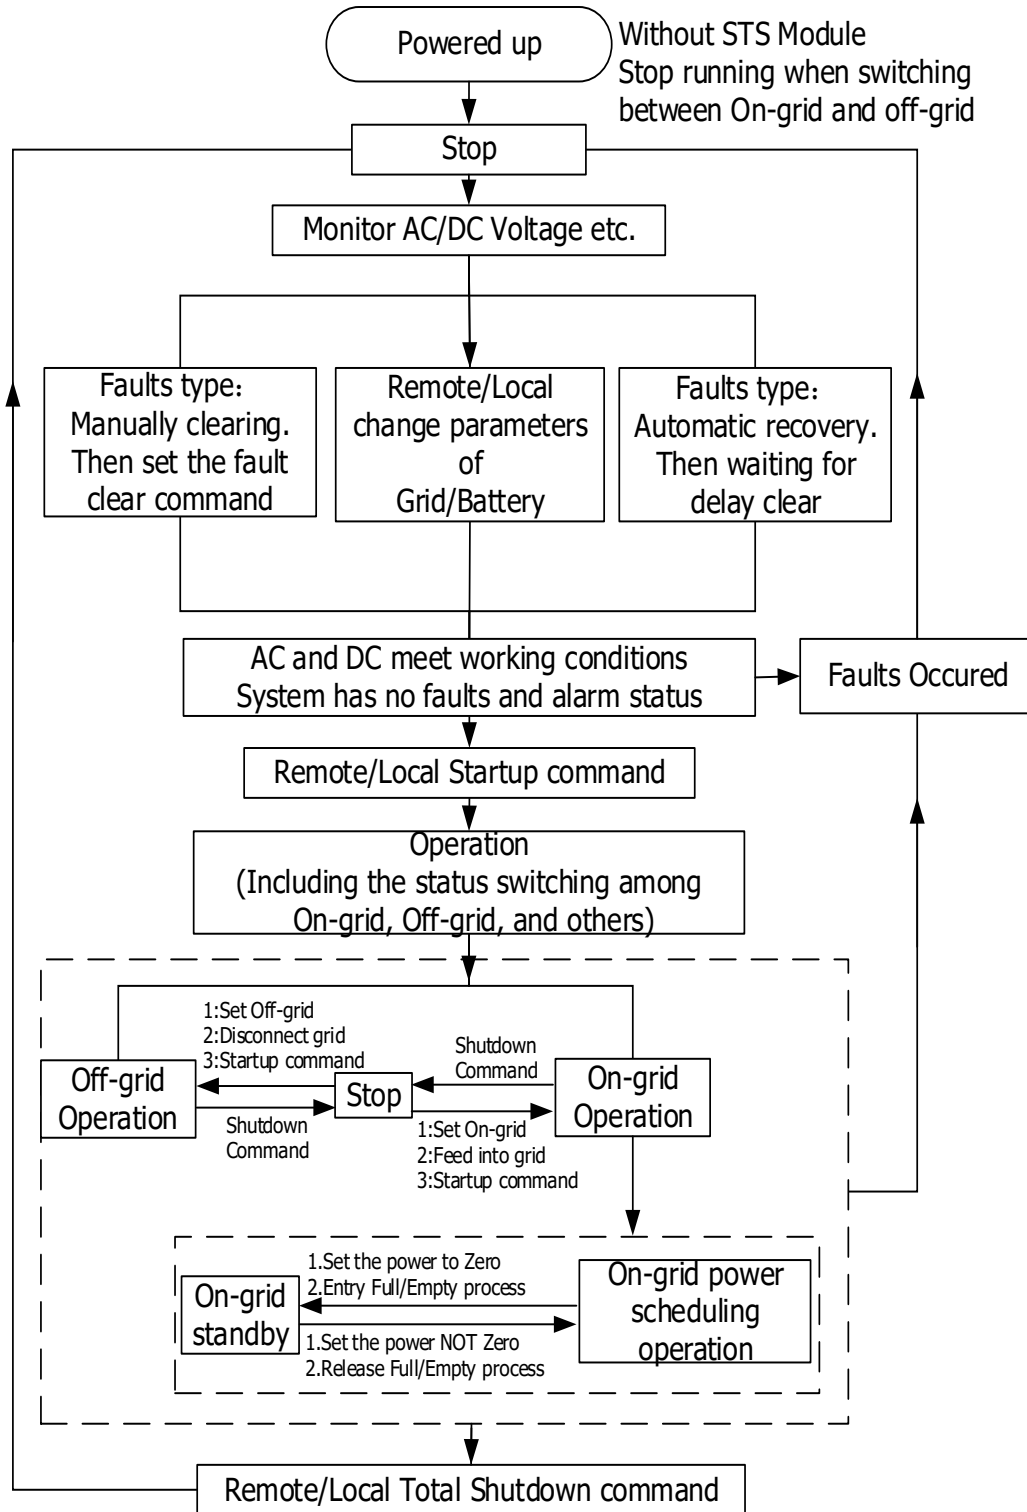 Powered up
Without STS Module
Stop running when switching
between On-grid and off-grid
Stop
Monitor AC/DC Voltage etc.
Faults type：
Manually clearing.
Then set the fault
clear command
Remote/Local
change parameters
of
Grid/Battery
Faults type：
Automatic recovery.
Then waiting for
delay clear
AC and DC meet working conditions
System has no faults and alarm status
Faults Occured
Remote/Local Startup command
Operation
(Including the status switching among
On-grid, Off-grid, and others)
1:Set Off-grid
2:Disconnect grid
3:Startup command
Shutdown
Command
Off-grid
Operation
Stop
On-grid
Operation
Shutdown
Command
1:Set On-grid
2:Feed into grid
3:Startup command
1.Set the power to Zero
2.Entry Full/Empty process
On-grid
standby
On-grid power
scheduling
operation
1.Set the power NOT Zero
2.Release Full/Empty process
Remote/Local Total Shutdown command